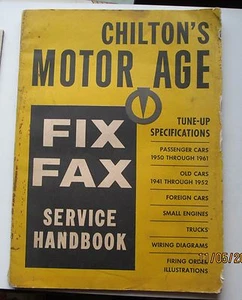 CHILTON'S
MOTOR AGE
FIX
FAX
SERVICE
HANDBOOK
TUNE-UP
SPECIFICATIONS
PASSENGER CARS
1950 THROUGH 1961
OLD CARS
1941 THROUGH 1952
FOREIGN CARS
SMALL ENGINES
TRUCKS
WIRING DIAGRAMS
FIRING ORDER
ILLUSTRATIONS